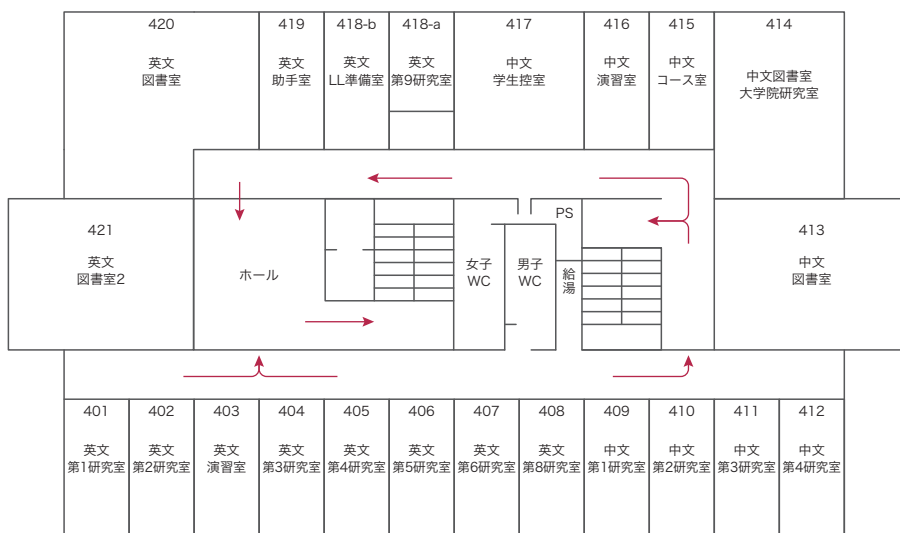 420
英文
図書室
419
英文
助手室
418-b
英文
LL準備室
418-a
英文
第9研究室
417
中文
学生控室
416
中文
演習室
415
中文
コース室
414
中文図書室
大学院研究室
421
英文
図書室2
ホール
女子
WC
男子
WC
PS
給
湯
413
中文
図書室
401
英文
第1研究室
402
英文
第2研究室
403
英文
演習室
404
英文
第3研究室
405
英文
第4研究室
406
英文
第5研究室
407
英文
第6研究室
408
英文
第8研究室
409
中文
第1研究室
410
中文
第2研究室
411
中文
第3研究室
412
中文
第4研究室